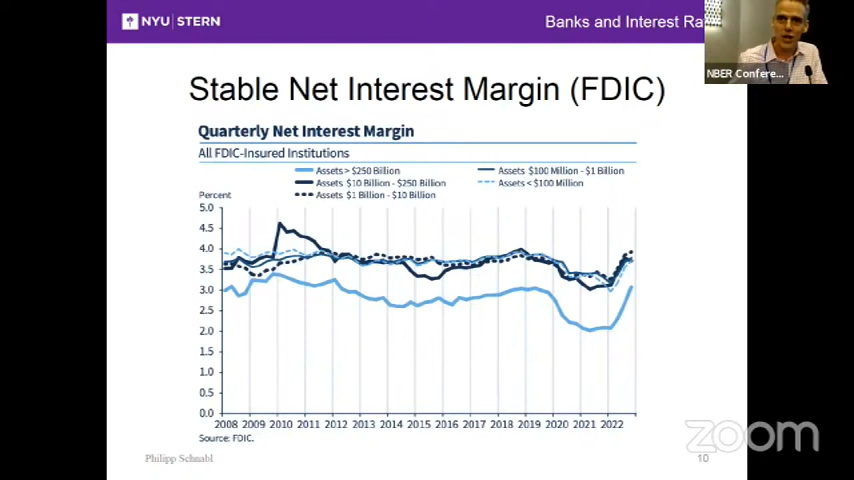 NYU | STERN
Banks and Interest Ra
NBER Confere...
Stable Net Interest Margin (FDIC)
Quarterly Net Interest Margin
All FDIC-Insured Institutions
Assets > $250 Billion
Assets $100 Million - $1 Billion
Assets $10 Billion - $250 Billion
Assets < $100 Million
Assets $1 Billion - $10 Billion
Percent
5.0
4.5
4.0
3.5
3.0
2.5
2.0
1.5
1.0
0.5
0.0
2008 2009 2010 2011 2012 2013 2014 2015 2016 2017 2018 2019 2020 2021 2022
Source: FDIC.
Philipp Schnabl
10
zoom